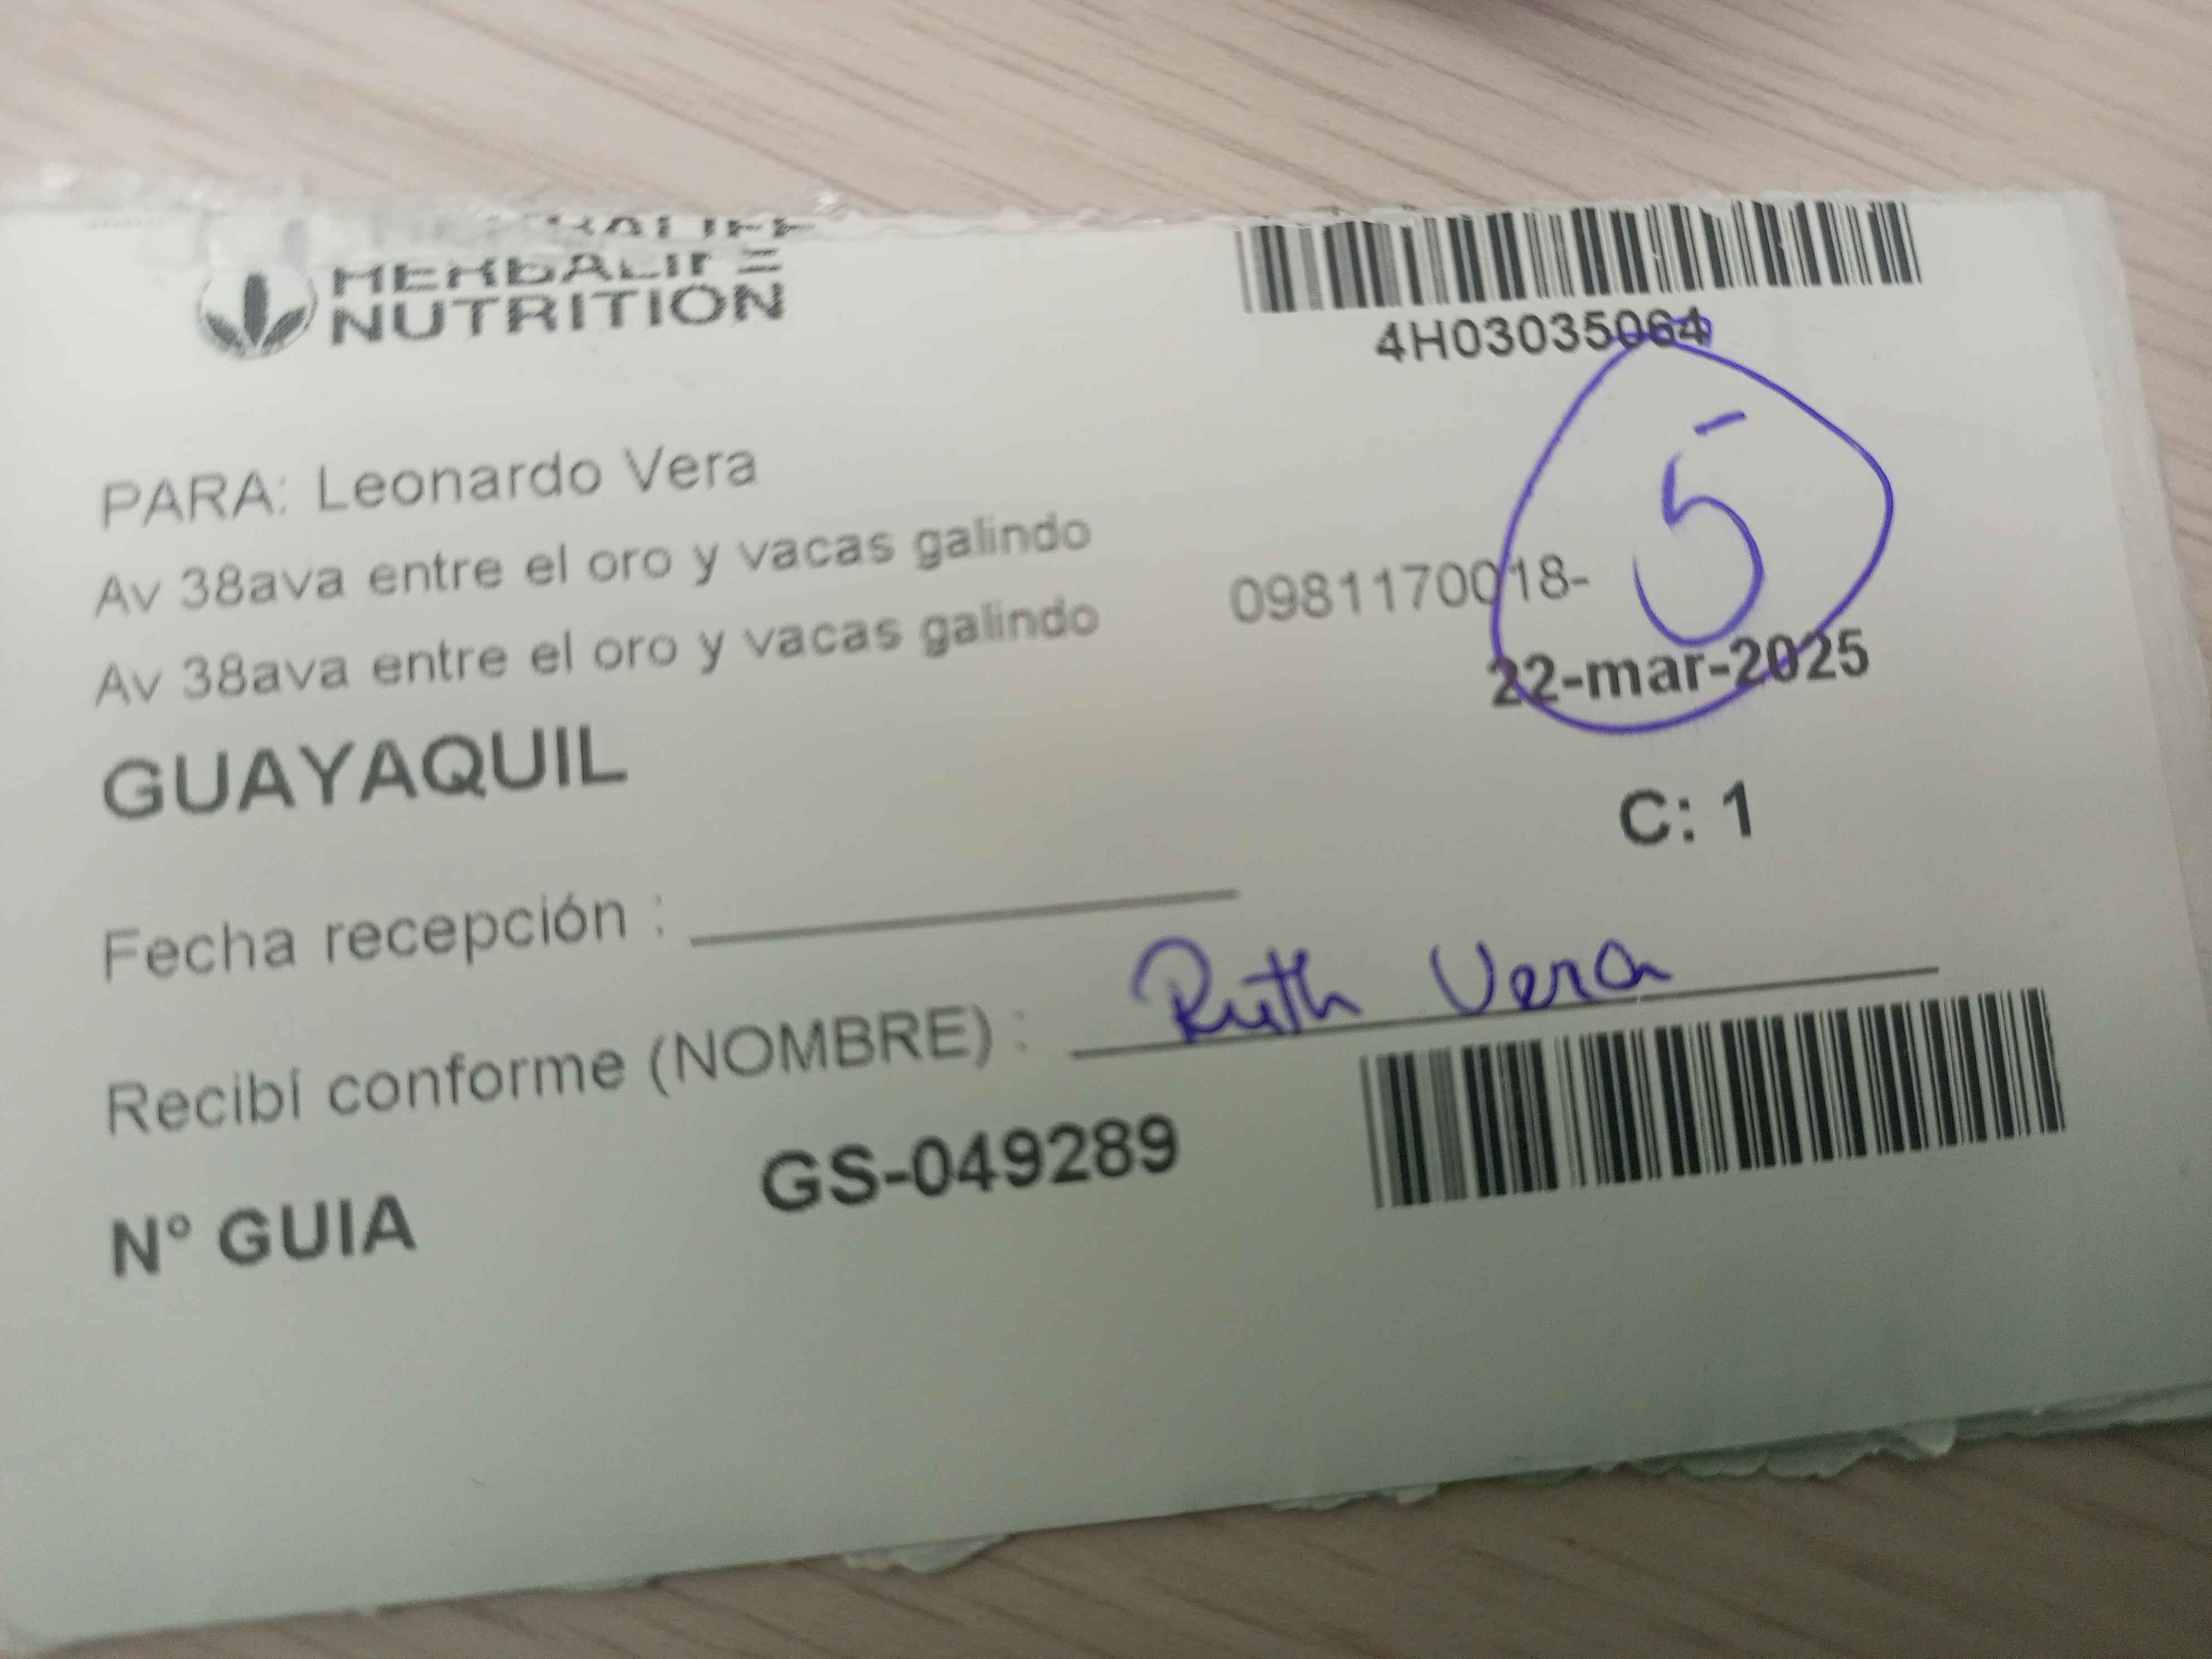 HERBALIFE
NUTRITION
4H03035064
5
PARA: Leonardo Vera
Av 38ava entre el oro y vacas galindo
0981170018-
Av 38ava entre el oro y vacas galindo
22-mar-2025
GUAYAQUIL
C: 1
Fecha recepción :
Recibí conforme (NOMBRE) : Ruth Vera
N° GUIA GS-049289